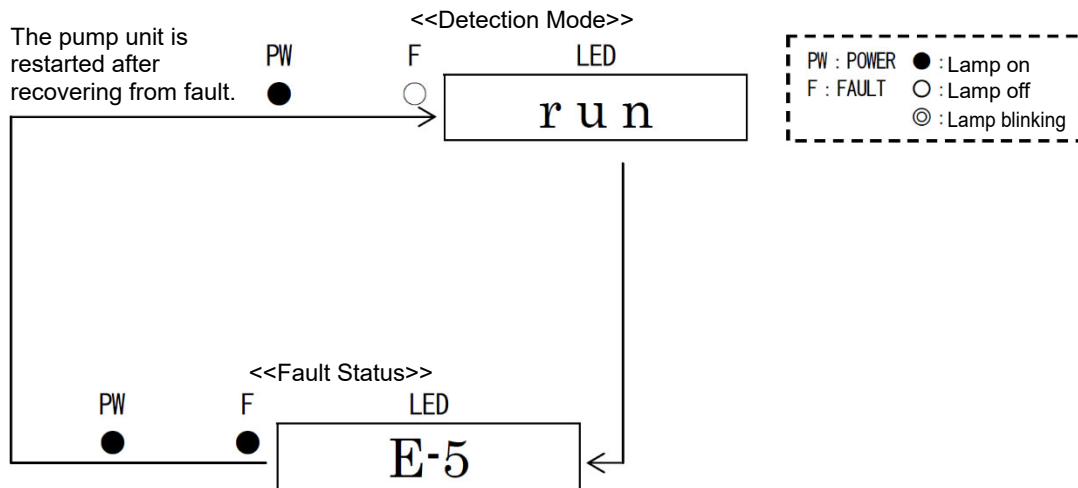 <<Detection Mode>>
The pump unit is
restarted after
recovering from fault.
PW F LED
run
PW : POWER ● : Lamp on
F : FAULT ○ : Lamp off
◎ : Lamp blinking
<<Fault Status>>
PW F LED
E-5